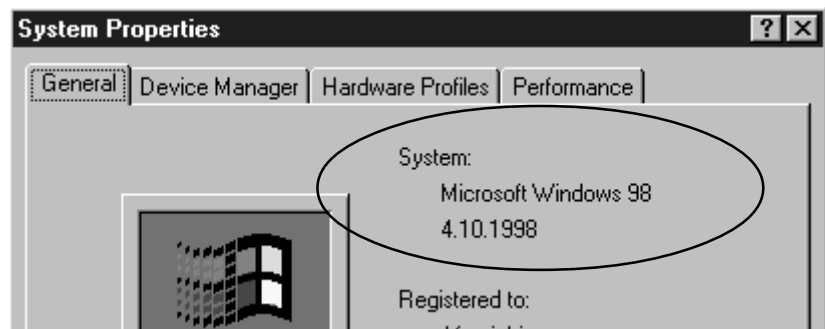 System Properties
General Device Manager Hardware Profiles Performance
System:
Microsoft Windows 98
4.10.1998
Registered to: